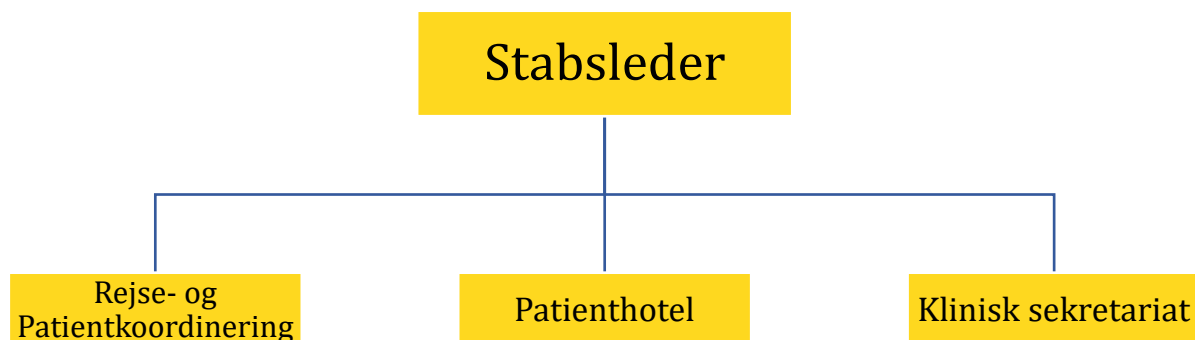 Stabsleder
Rejse- og
Patientkoordinering
Patienthotel
Klinisk sekretariat